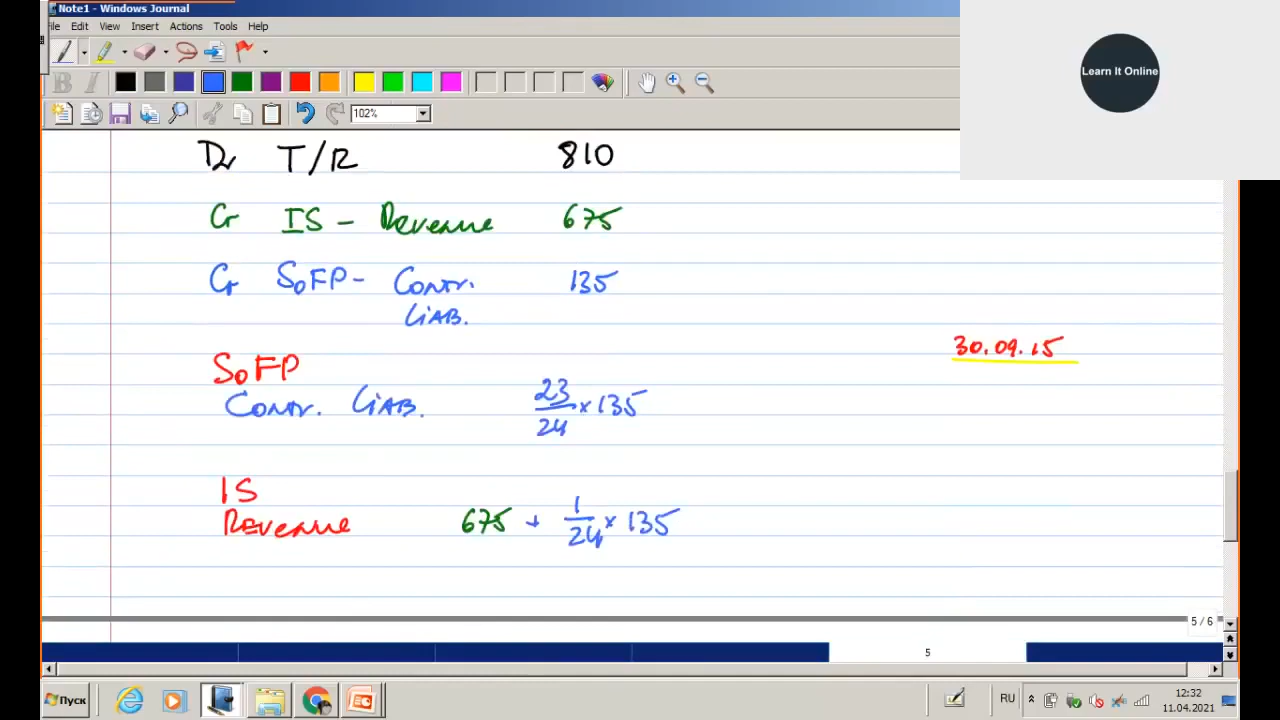 Note1 - Windows Journal
File Edit View Insert Actions Tools Help
Learn It Online
B I
102%
Dr T/R 810
Cr IS - Revenue 675
Cr SoFP - Contr. 135
Liab.
30.09.15
SoFP
Contr. Liab. 23/24 × 135
IS
Revenue 675 + 1/24 × 135
5 / 6
5
Пуск
RU
12:32
11.04.2021